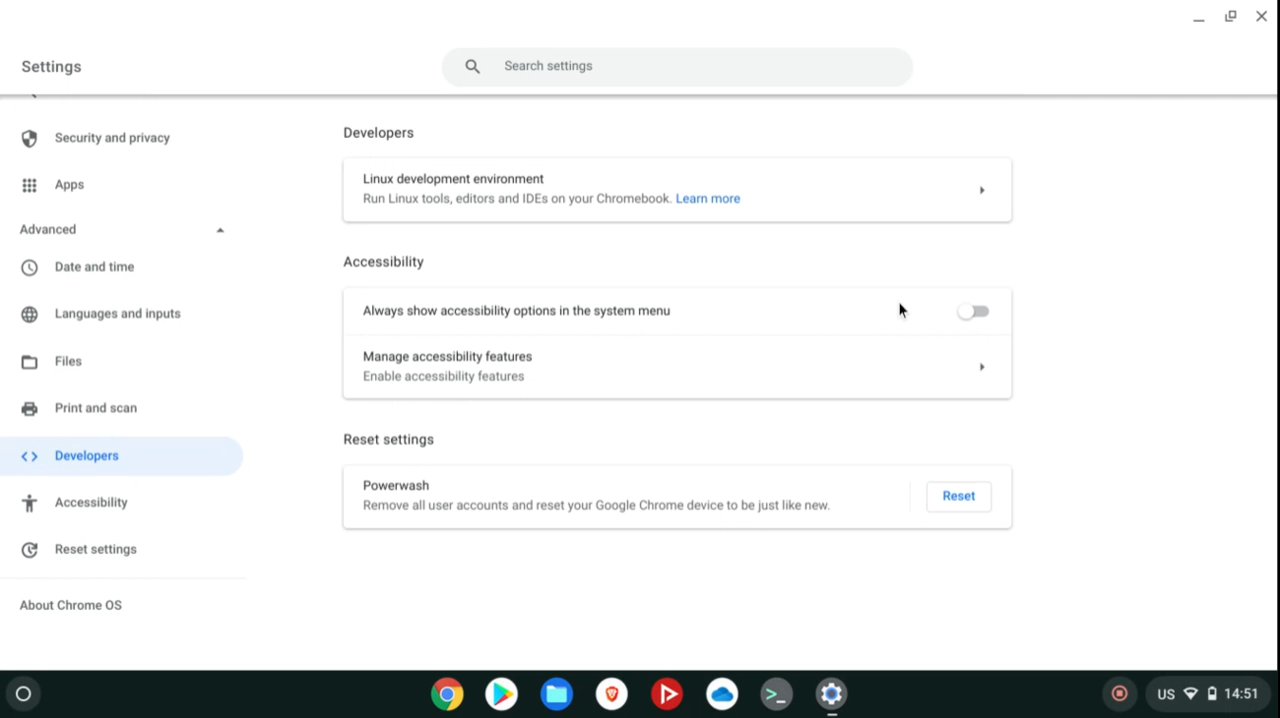 Settings
Search settings
Security and privacy
Apps
Advanced
Date and time
Languages and inputs
Files
Print and scan
Developers
Accessibility
Reset settings
About Chrome OS
Developers
Linux development environment
Run Linux tools, editors and IDEs on your Chromebook. Learn more
Accessibility
Always show accessibility options in the system menu
Manage accessibility features
Enable accessibility features
Reset settings
Powerwash
Remove all user accounts and reset your Google Chrome device to be just like new.
Reset
US 14:51